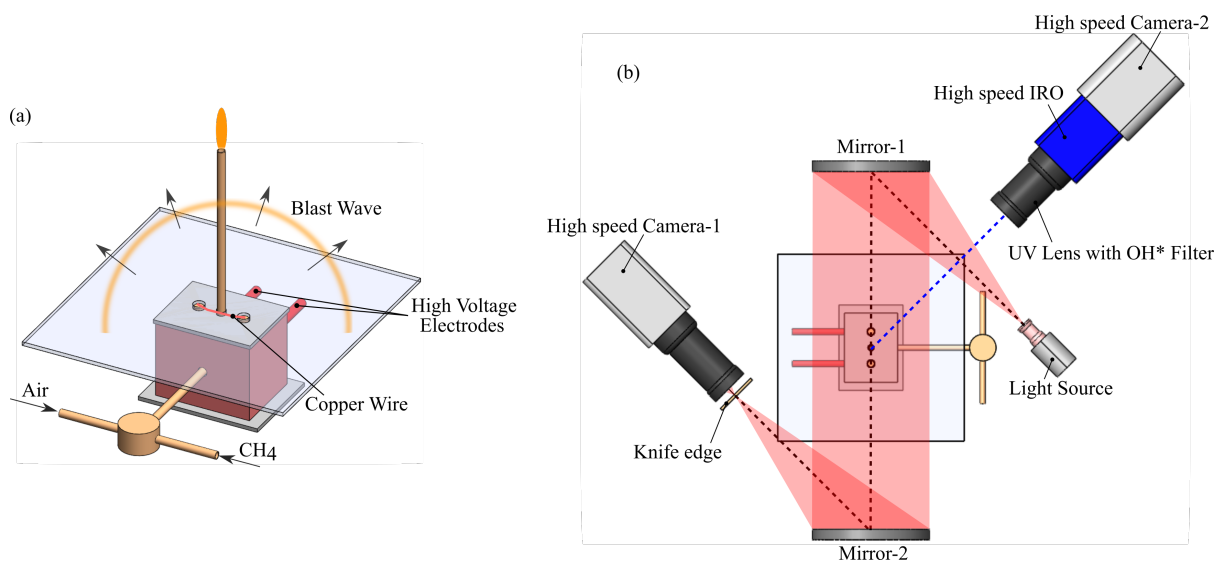 (a)
Blast Wave
High Voltage
Electrodes
Copper Wire
Air
CH4
(b)
High speed Camera-2
High speed IRO
Mirror-1
High speed Camera-1
UV Lens with OH* Filter
Light Source
Knife edge
Mirror-2